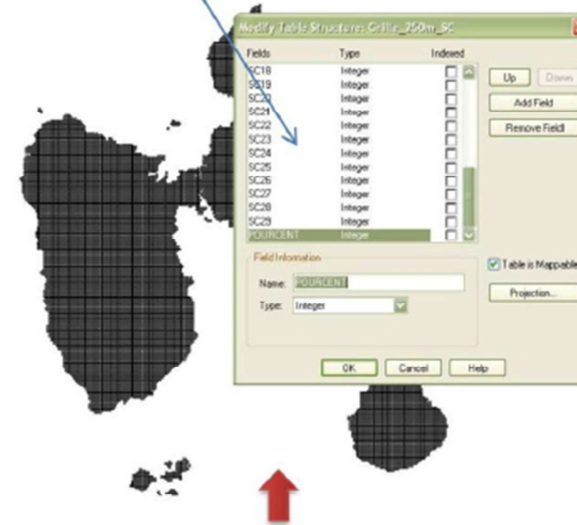 Modify Table Structure: Grille_250m_SC
Fields Type Indexed
SC18 Integer
SC19 Integer
SC20 Integer
SC21 Integer
SC22 Integer
SC23 Integer
SC24 Integer
SC25 Integer
SC26 Integer
SC27 Integer
SC28 Integer
SC29 Integer
POURCENT Integer
Up Down
Add Field
Remove Field
Field Information
Name: POURCENT
Type: Integer
Table is Mappable
Projection...
OK Cancel Help